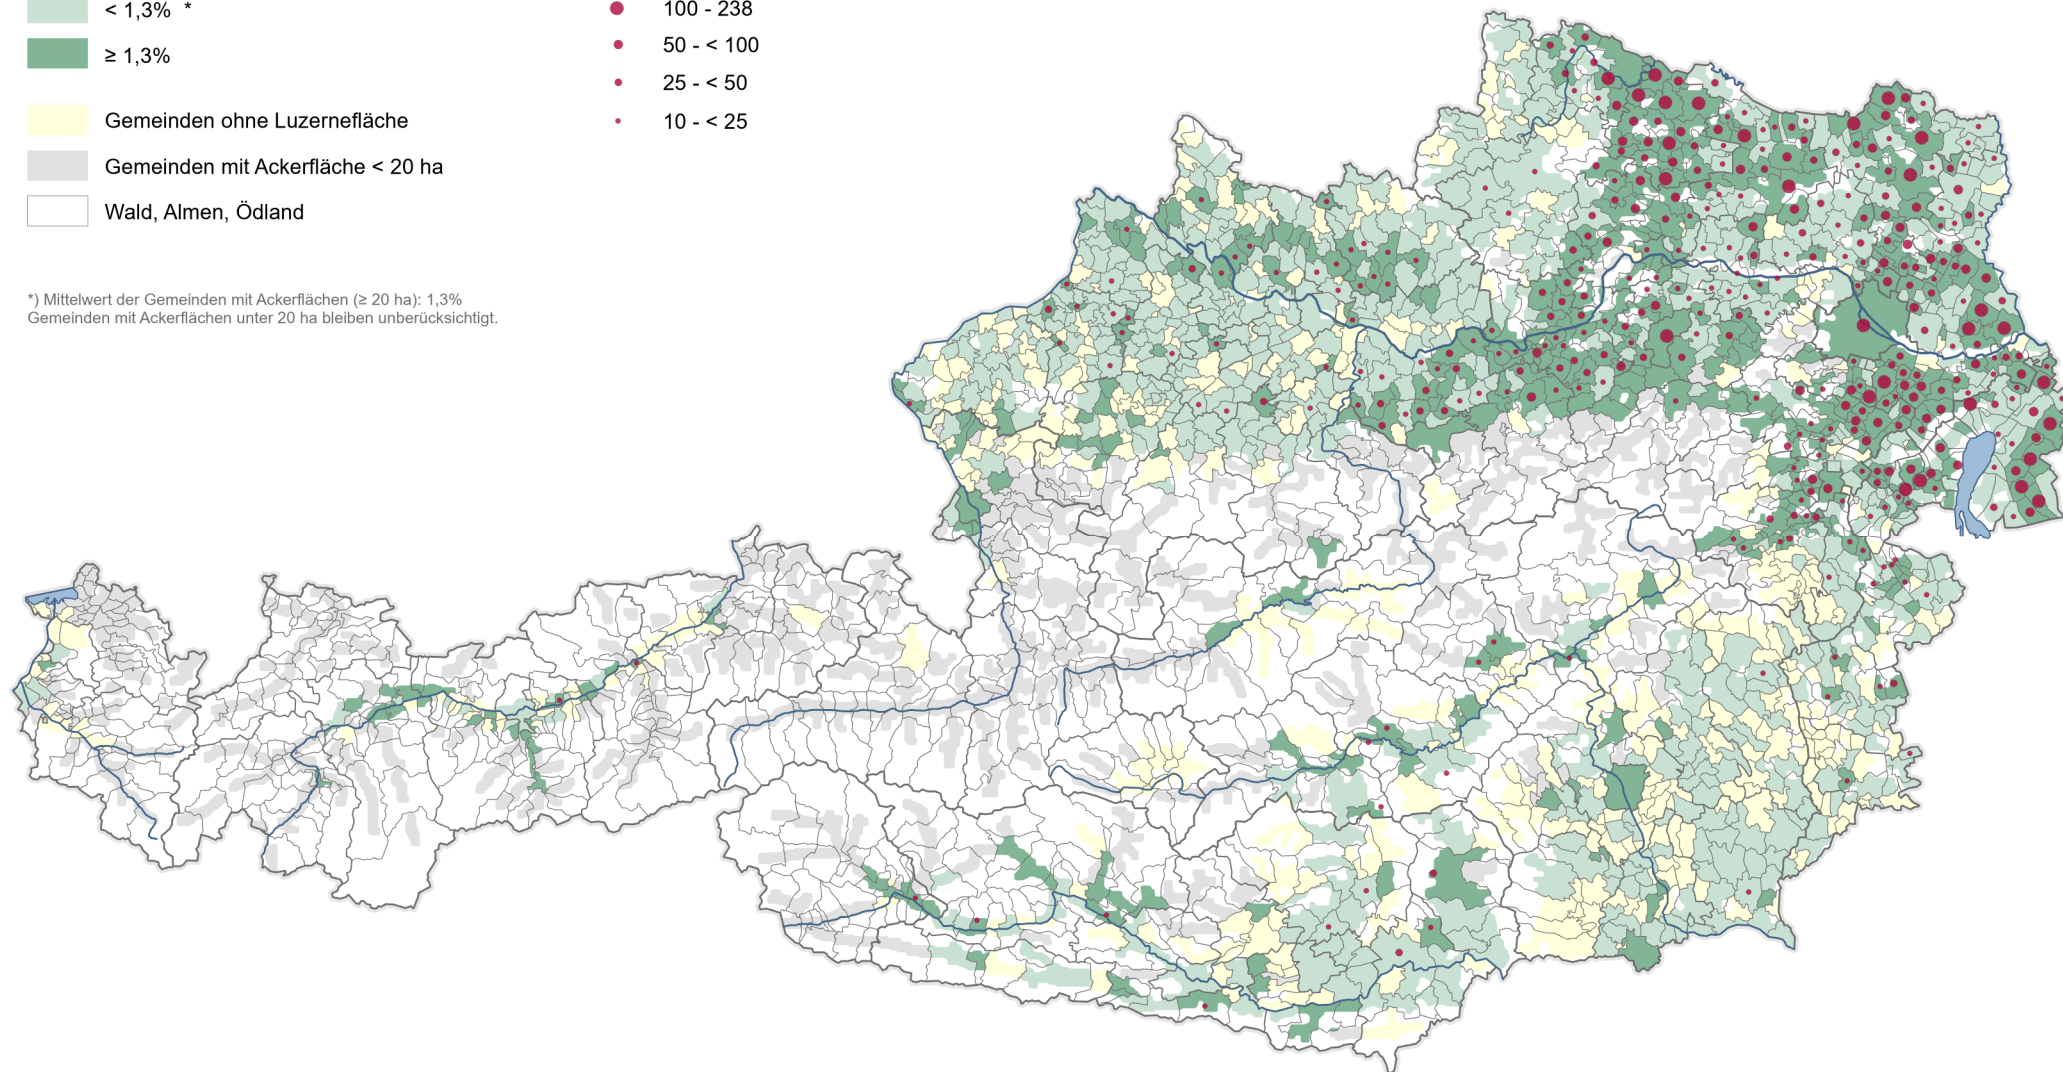 < 1,3% *
≥ 1,3%
Gemeinden ohne Luzernefläche
Gemeinden mit Ackerfläche < 20 ha
Wald, Almen, Ödland
100 - 238
50 - < 100
25 - < 50
10 - < 25
*) Mittelwert der Gemeinden mit Ackerflächen (≥ 20 ha): 1,3%
Gemeinden mit Ackerflächen unter 20 ha bleiben unberücksichtigt.